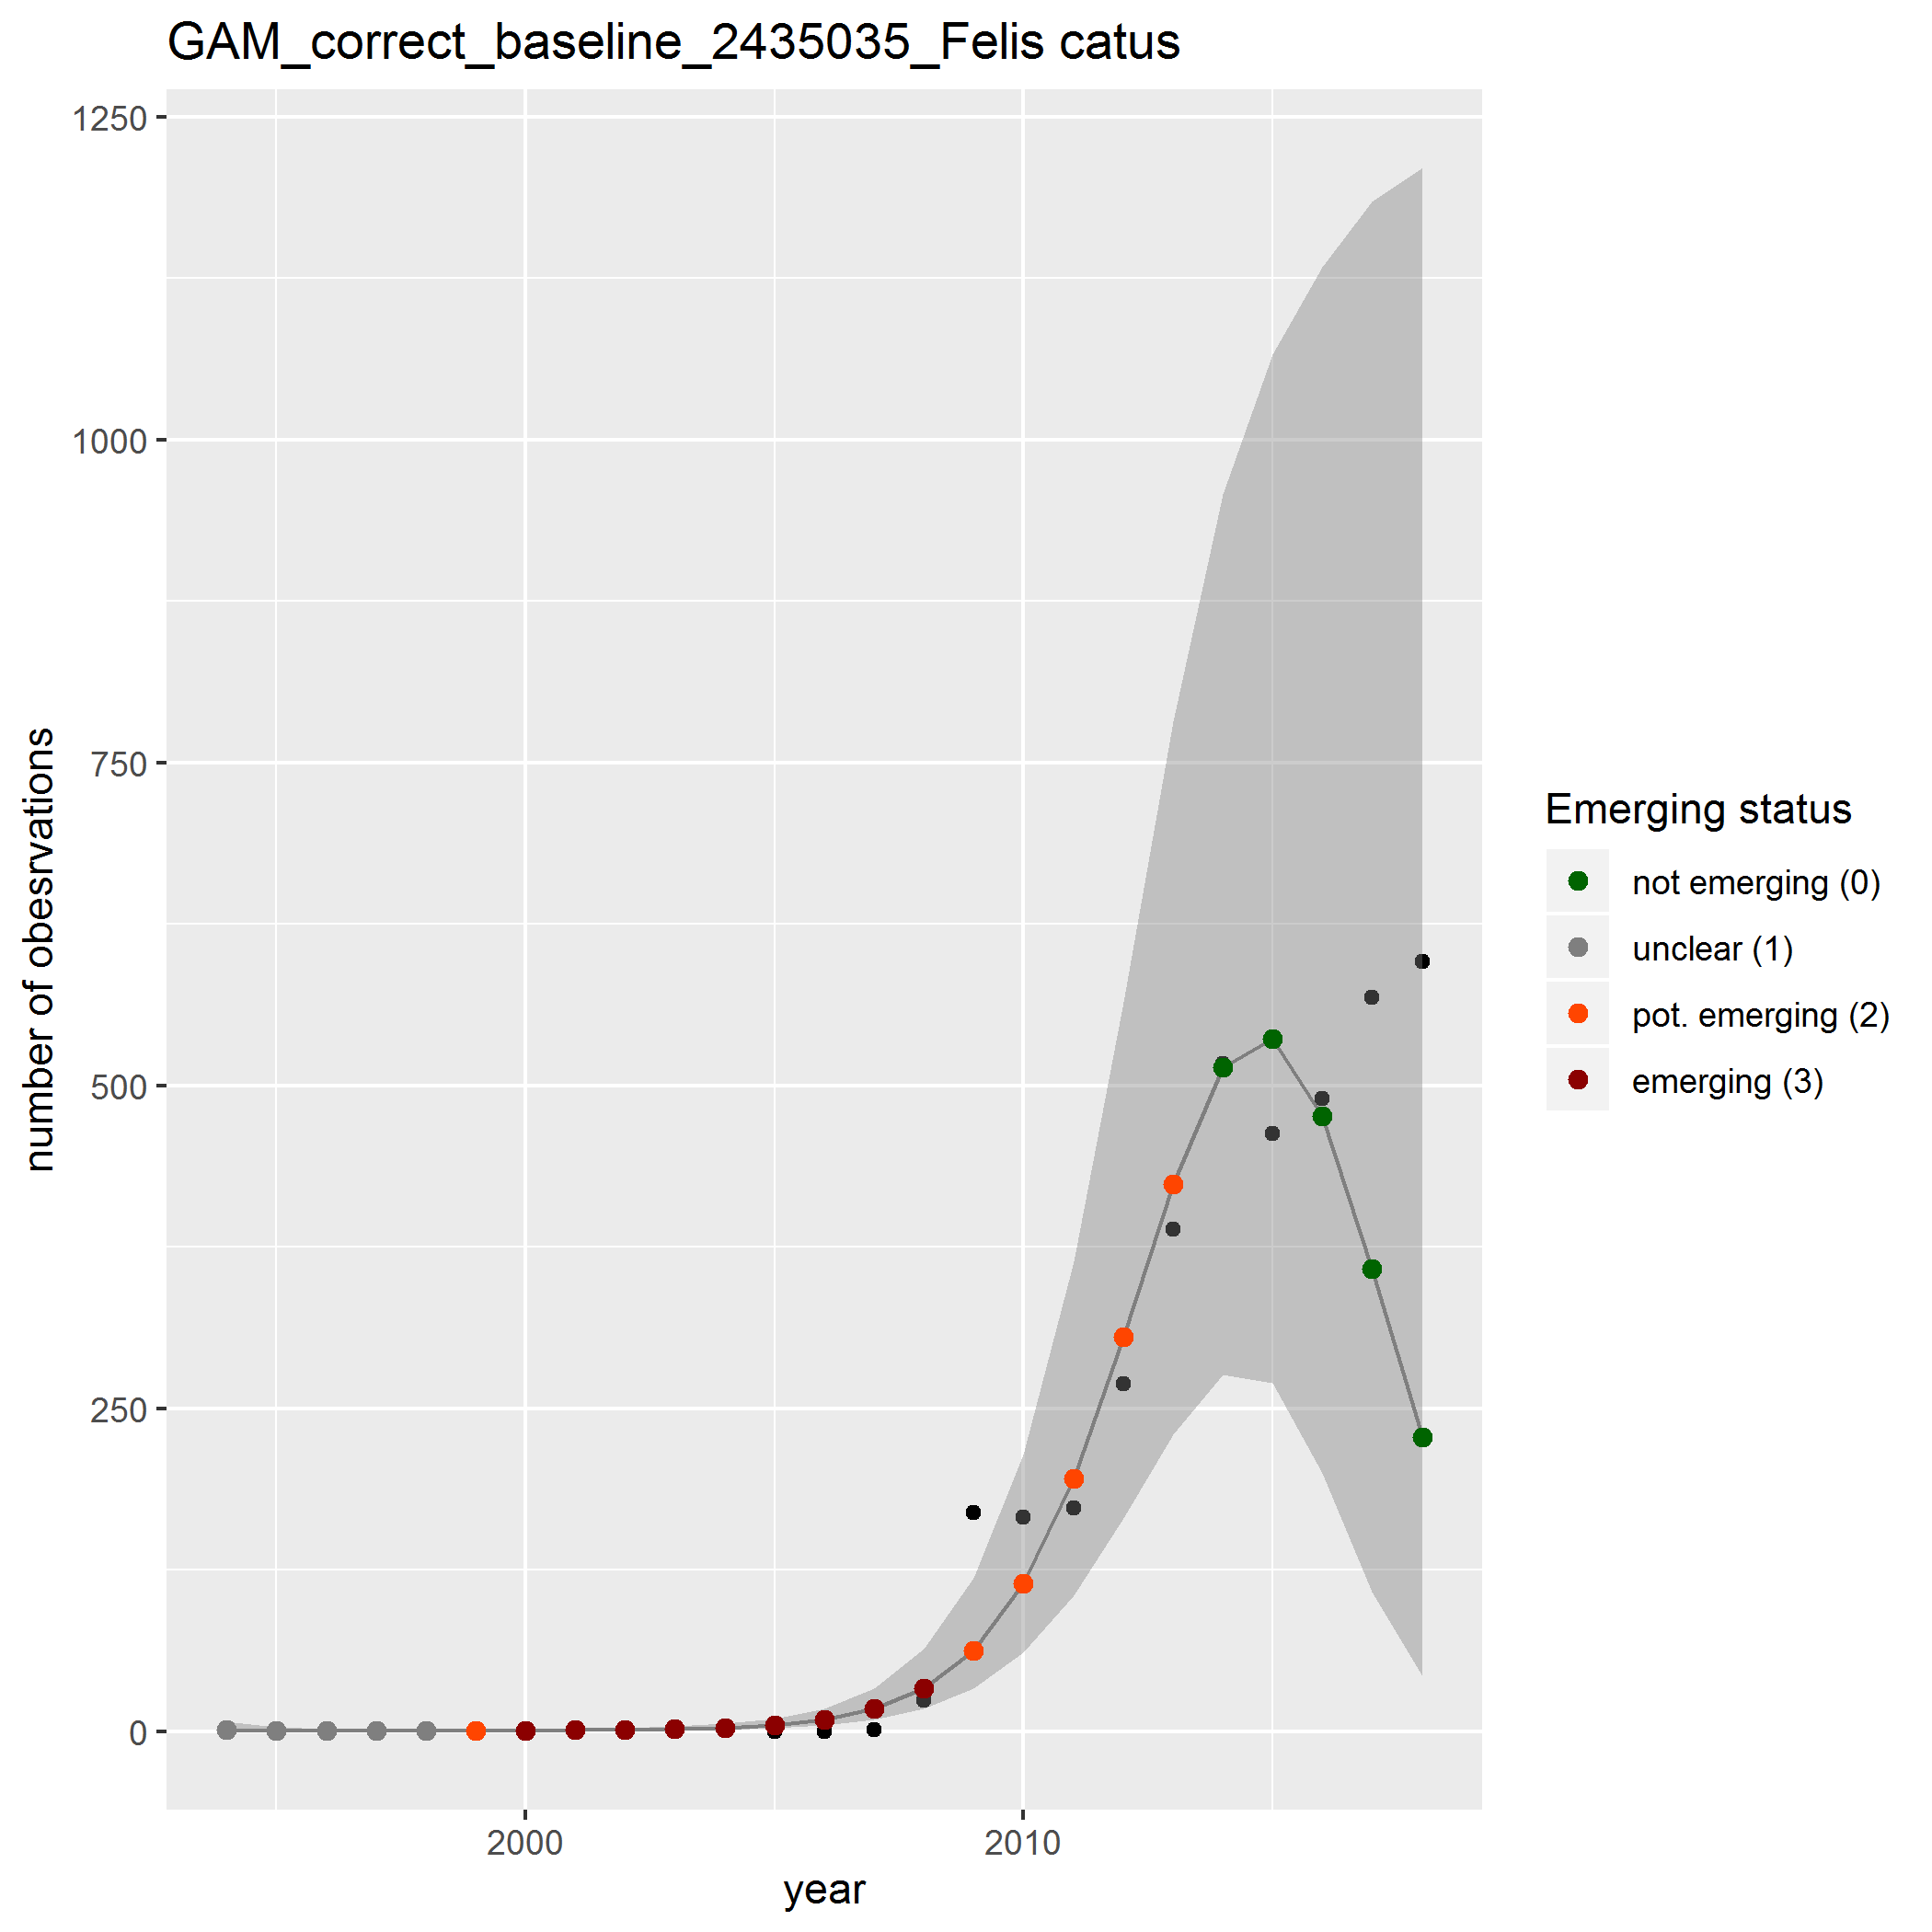 GAM_correct_baseline_2435035_Felis catus
1250
1000
750
500
250
0
number of obesrvations
2000
2010
year
Emerging status
not emerging (0)
unclear (1)
pot. emerging (2)
emerging (3)